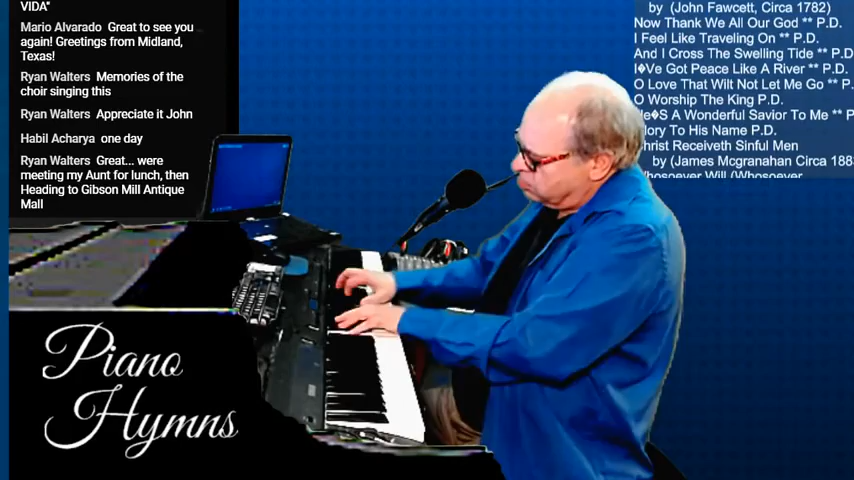 VIDA"
Mario Alvarado Great to see you
again! Greetings from Midland,
Texas!
Ryan Walters Memories of the
choir singing this
Ryan Walters Appreciate it John
Habil Acharya one day
Ryan Walters Great... were
meeting my Aunt for lunch, then
Heading to Gibson Mill Antique
Mall
by (John Fawcett, Circa 1782)
Now Thank We All Our God ** P.D.
I Feel Like Traveling On ** P.D.
And I Cross The Swelling Tide ** P.D.
I�Ve Got Peace Like A River ** P.D.
O Love That Wilt Not Let Me Go ** P.
O Worship The King P.D.
He�S A Wonderful Savior To Me ** P
lory To His Name P.D.
hrist Receiveth Sinful Men
by (James Mcgranahan Circa 188
Whosoever Will (Whosoever
Piano
Hymns